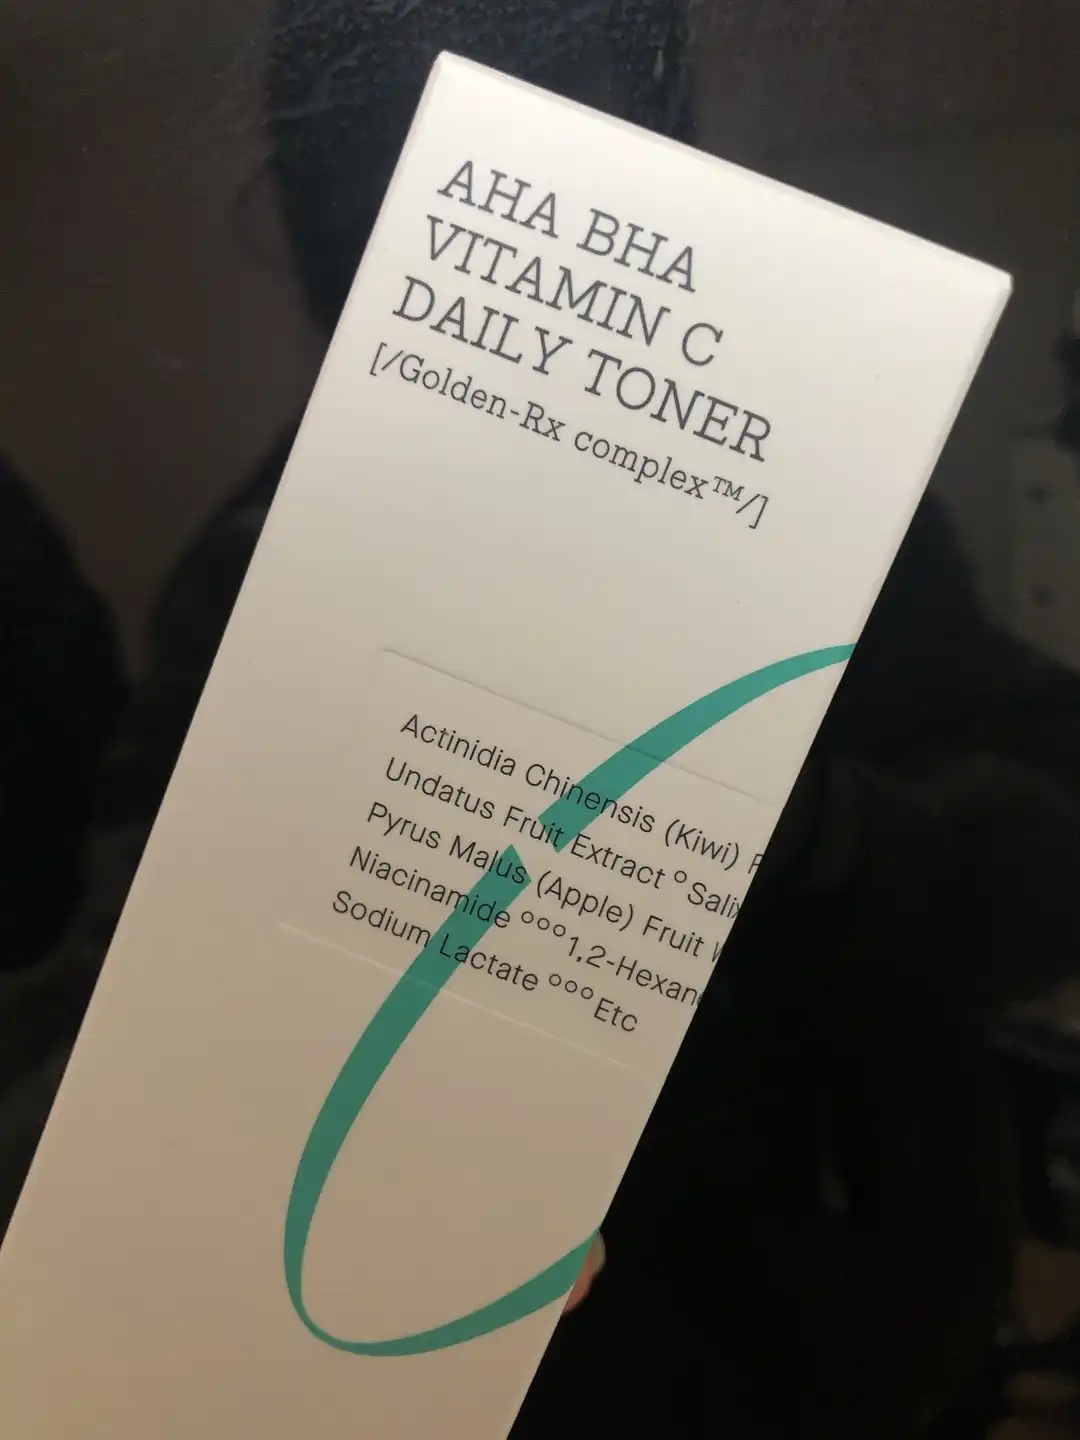 AHA BHA
VITAMIN C
DAILY TONER
[/Golden-Rx complex™/]
Actinidia Chinensis (Kiwi)
Undatus Fruit Extract °
Pyrus Malus (Apple) Fruit
Niacinamide °°°1,2-
Sodium Lactate °°°Etc